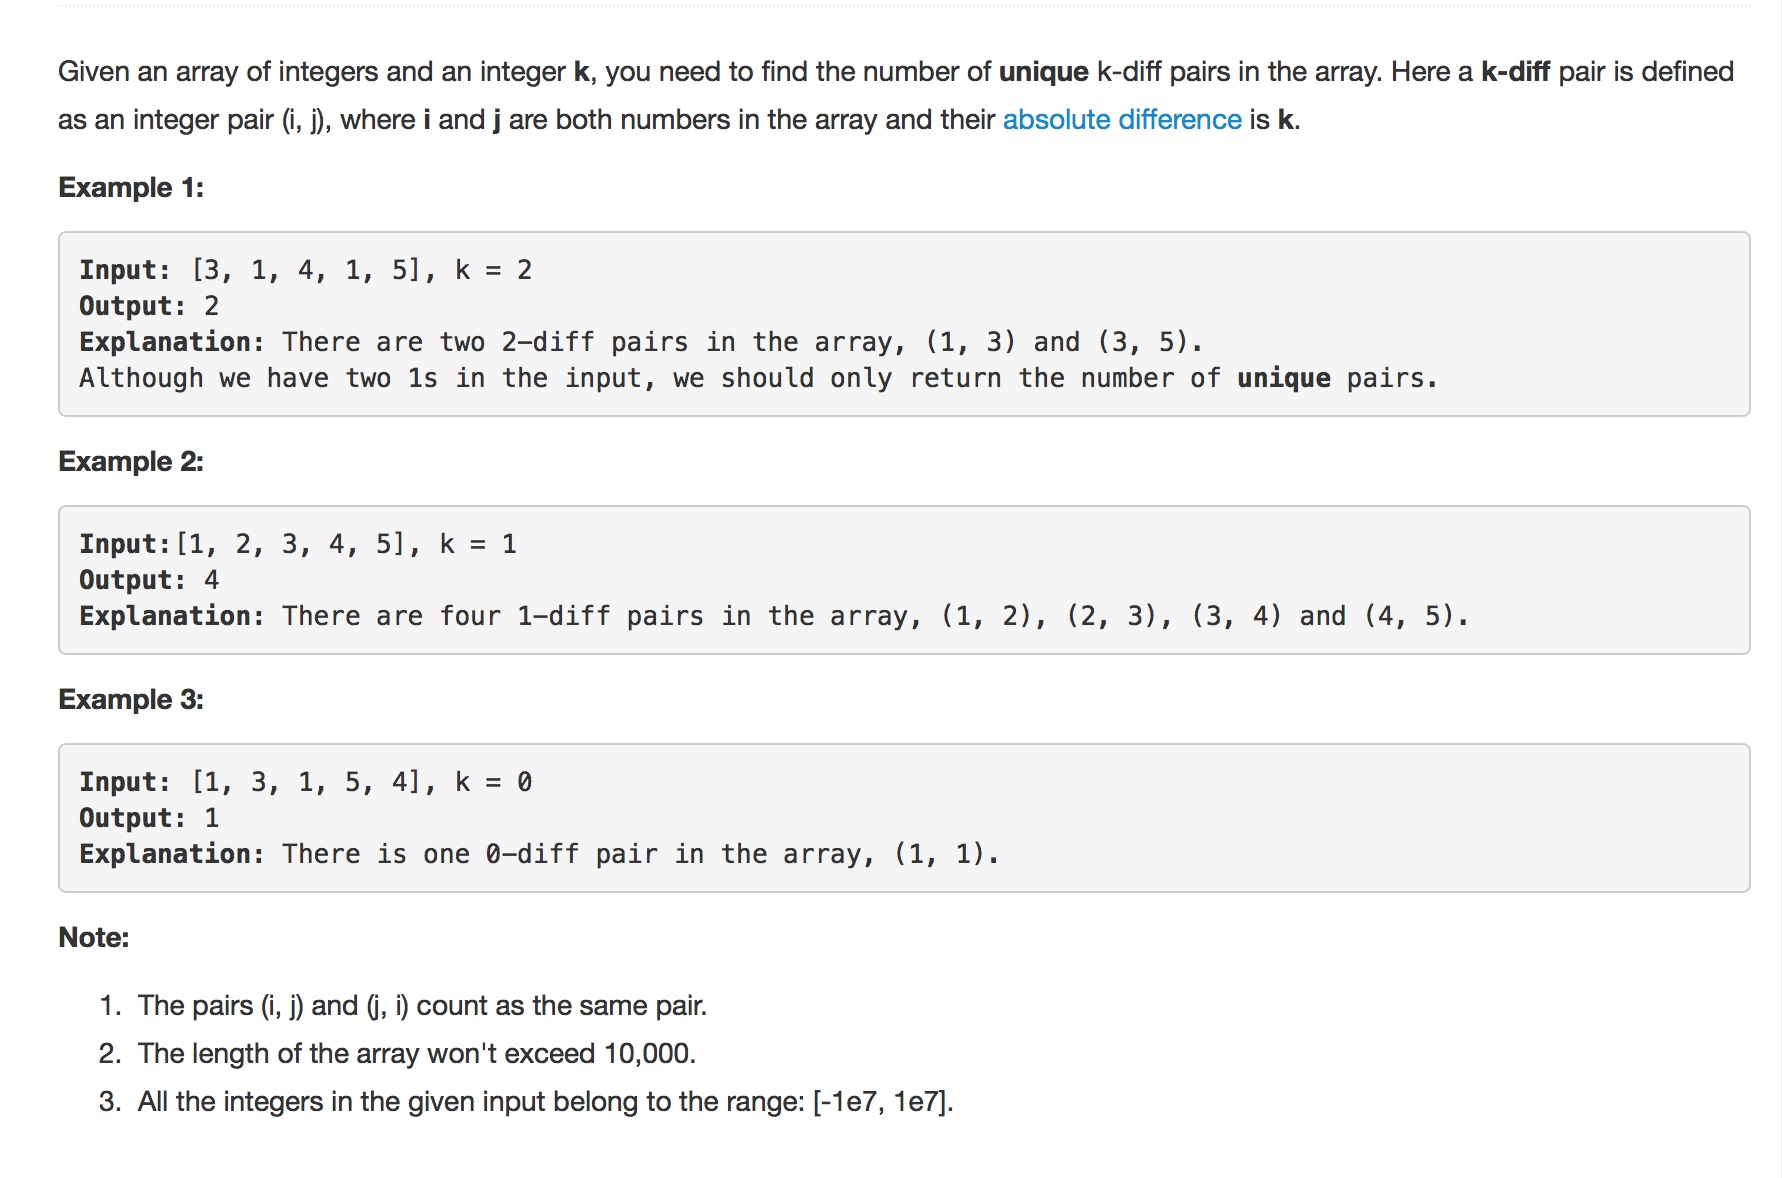 Given an array of integers and an integer k, you need to find the number of unique k-diff pairs in the array. Here a k-diff pair is defined
as an integer pair (i, j), where i and j are both numbers in the array and their absolute difference is k.
Example 1:
Input: [3, 1, 4, 1, 5], k = 2
Output: 2
Explanation: There are two 2-diff pairs in the array, (1, 3) and (3, 5).
Although we have two 1s in the input, we should only return the number of unique pairs.
Example 2:
Input:[1, 2, 3, 4, 5], k = 1
Output: 4
Explanation: There are four 1-diff pairs in the array, (1, 2), (2, 3), (3, 4) and (4, 5).
Example 3:
Input: [1, 3, 1, 5, 4], k = 0
Output: 1
Explanation: There is one 0-diff pair in the array, (1, 1).
Note:
1. The pairs (i, j) and (j, i) count as the same pair.
2. The length of the array won't exceed 10,000.
3. All the integers in the given input belong to the range: [-1e7, 1e7].